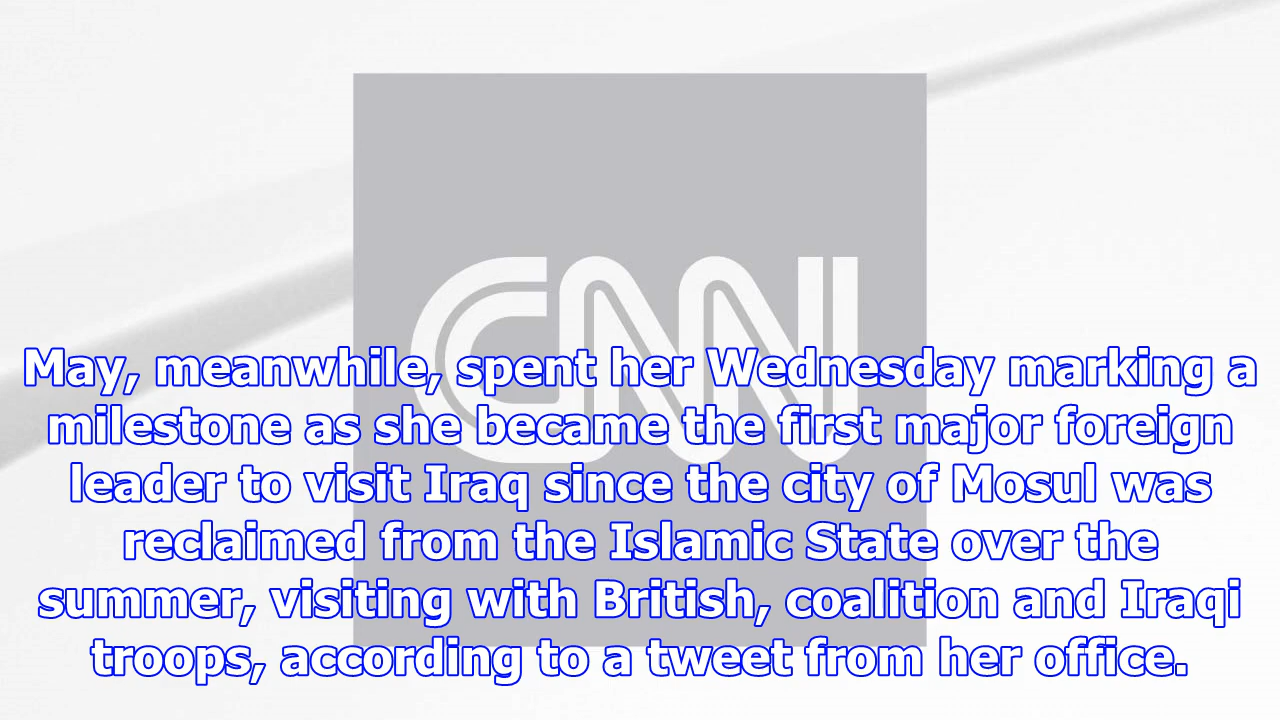 CNN
May, meanwhile, spent her Wednesday marking a
milestone as she became the first major foreign
leader to visit Iraq since the city of Mosul was
reclaimed from the Islamic State over the
summer, visiting with British, coalition and Iraqi
troops, according to a tweet from her office.